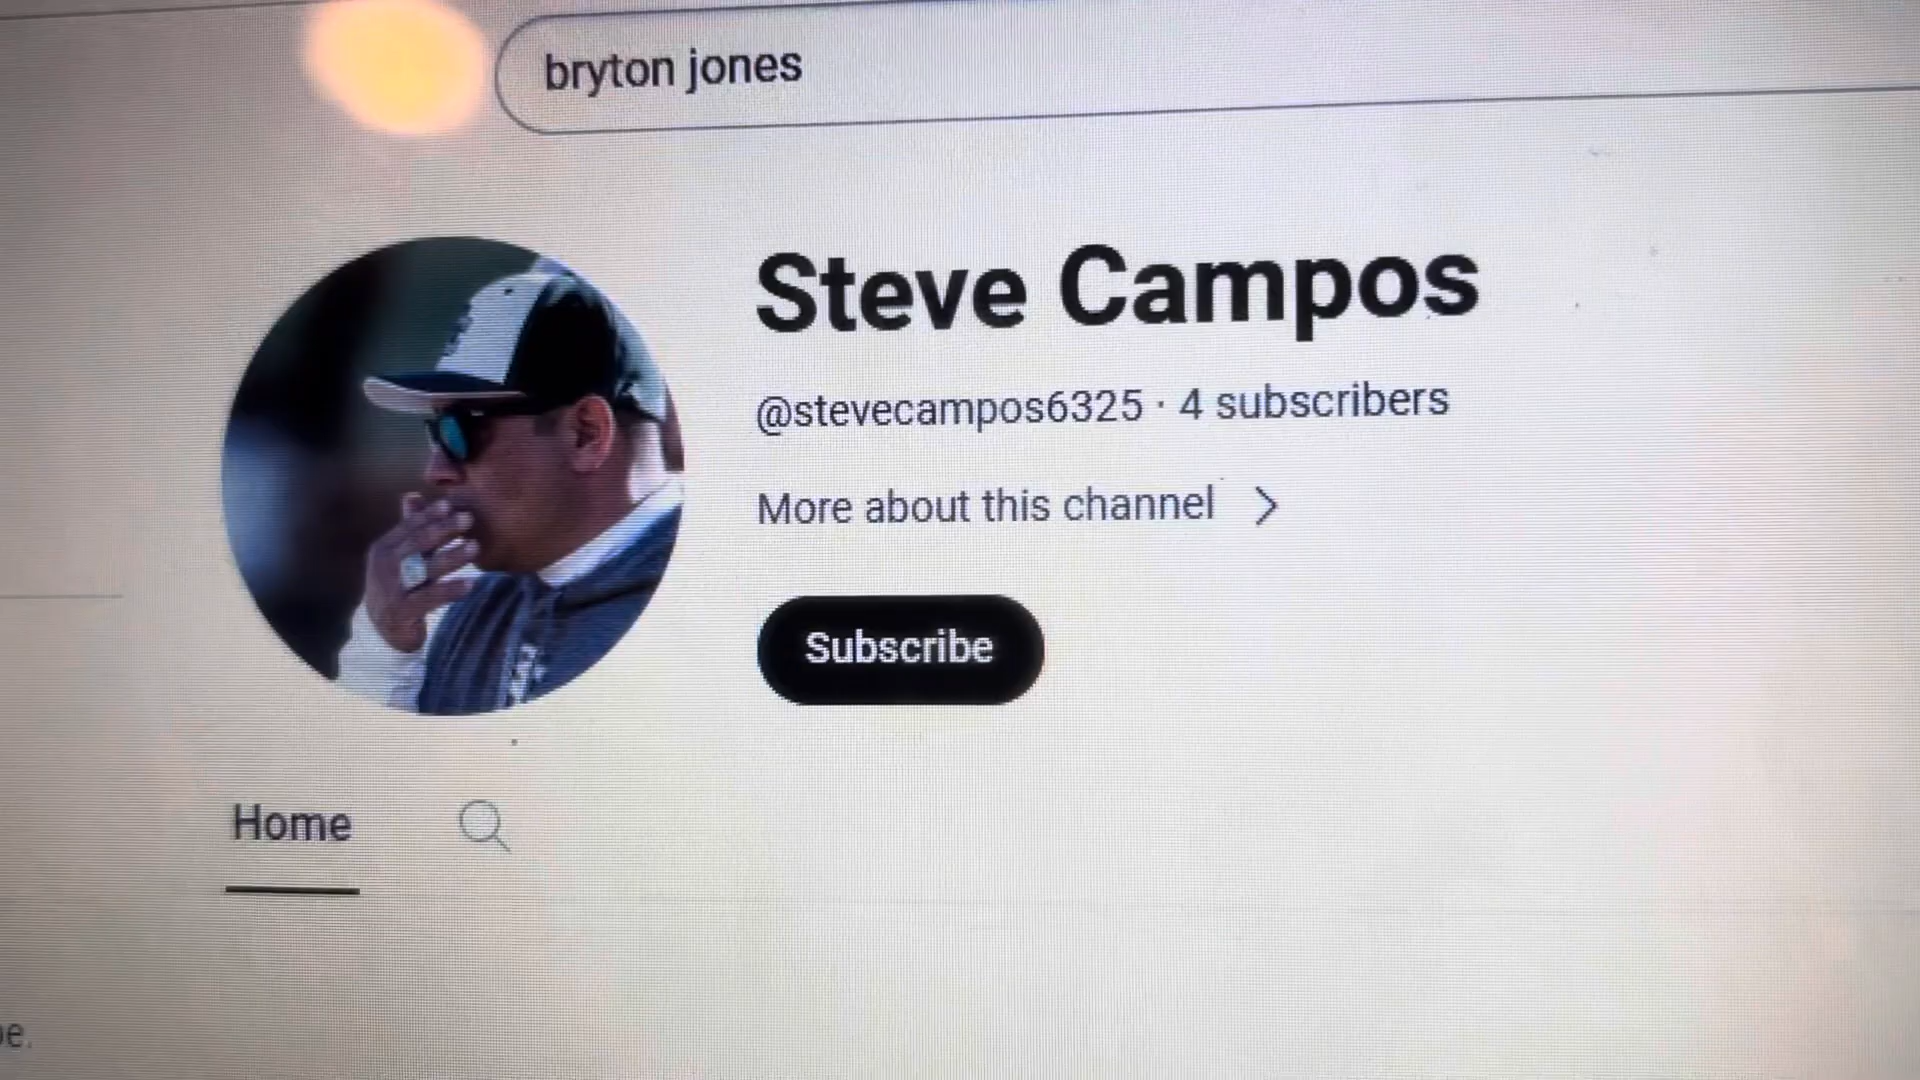 bryton jones
Steve Campos
@stevecampos6325 · 4 subscribers
More about this channel
Subscribe
Home